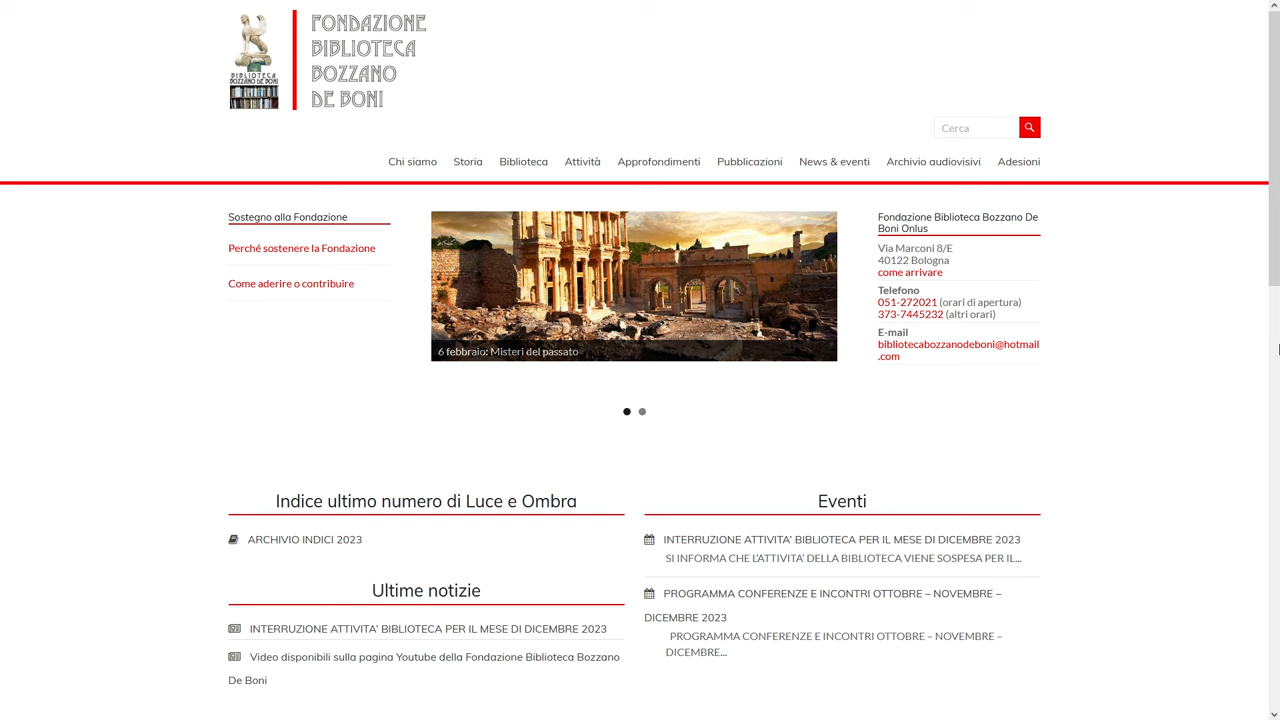 BIBLIOTECA
BOZZANO DE BONI
FONDAZIONE
BIBLIOTECA
BOZZANO
DE BONI
Cerca
Chi siamo Storia Biblioteca Attività Approfondimenti Pubblicazioni News & eventi Archivio audiovisivi Adesioni
Sostegno alla Fondazione
Perché sostenere la Fondazione
Come aderire o contribuire
6 febbraio: Misteri del passato
Fondazione Biblioteca Bozzano De
Boni Onlus
Via Marconi 8/E
40122 Bologna
come arrivare
Telefono
051-272021 (orari di apertura)
373-7445232 (altri orari)
E-mail
bibliotecabozzanodeboni@hotmail
.com
Indice ultimo numero di Luce e Ombra
ARCHIVIO INDICI 2023
Ultime notizie
INTERRUZIONE ATTIVITA' BIBLIOTECA PER IL MESE DI DICEMBRE 2023
Video disponibili sulla pagina Youtube della Fondazione Biblioteca Bozzano
De Boni
Eventi
INTERRUZIONE ATTIVITA' BIBLIOTECA PER IL MESE DI DICEMBRE 2023
SI INFORMA CHE L'ATTIVITA' DELLA BIBLIOTECA VIENE SOSPESA PER IL...
PROGRAMMA CONFERENZE E INCONTRI OTTOBRE – NOVEMBRE –
DICEMBRE 2023
PROGRAMMA CONFERENZE E INCONTRI OTTOBRE – NOVEMBRE –
DICEMBRE...